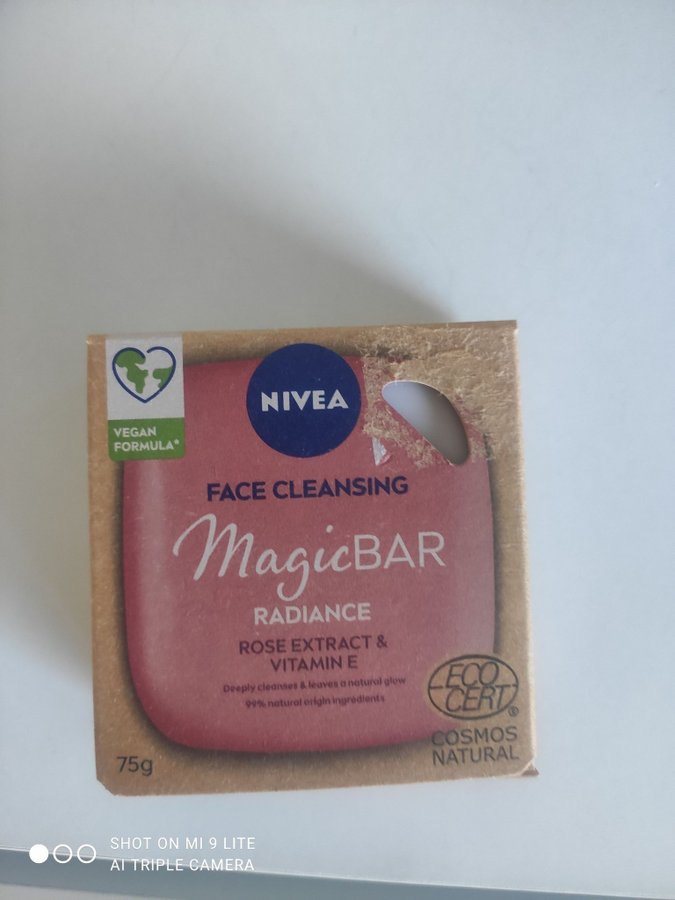 NIVEA
VEGAN
FORMULA*
FACE CLEANSING
MagicBAR
RADIANCE
ROSE EXTRACT &
VITAMIN E
Deeply cleanses & leaves a natural glow
99% natural origin ingredients
ECO
CERT®
COSMOS
NATURAL
75g
SHOT ON MI 9 LITE
AI TRIPLE CAMERA